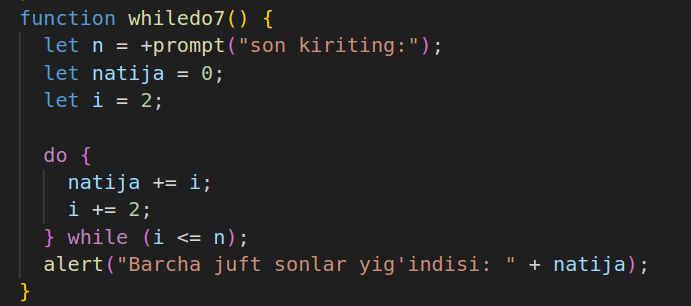 function whiledo7() {
let n = +prompt("son kiriting:");
let natija = 0;
let i = 2;
do {
natija += i;
i += 2;
} while (i <= n);
alert("Barcha juft sonlar yig'indisi: " + natija);
}